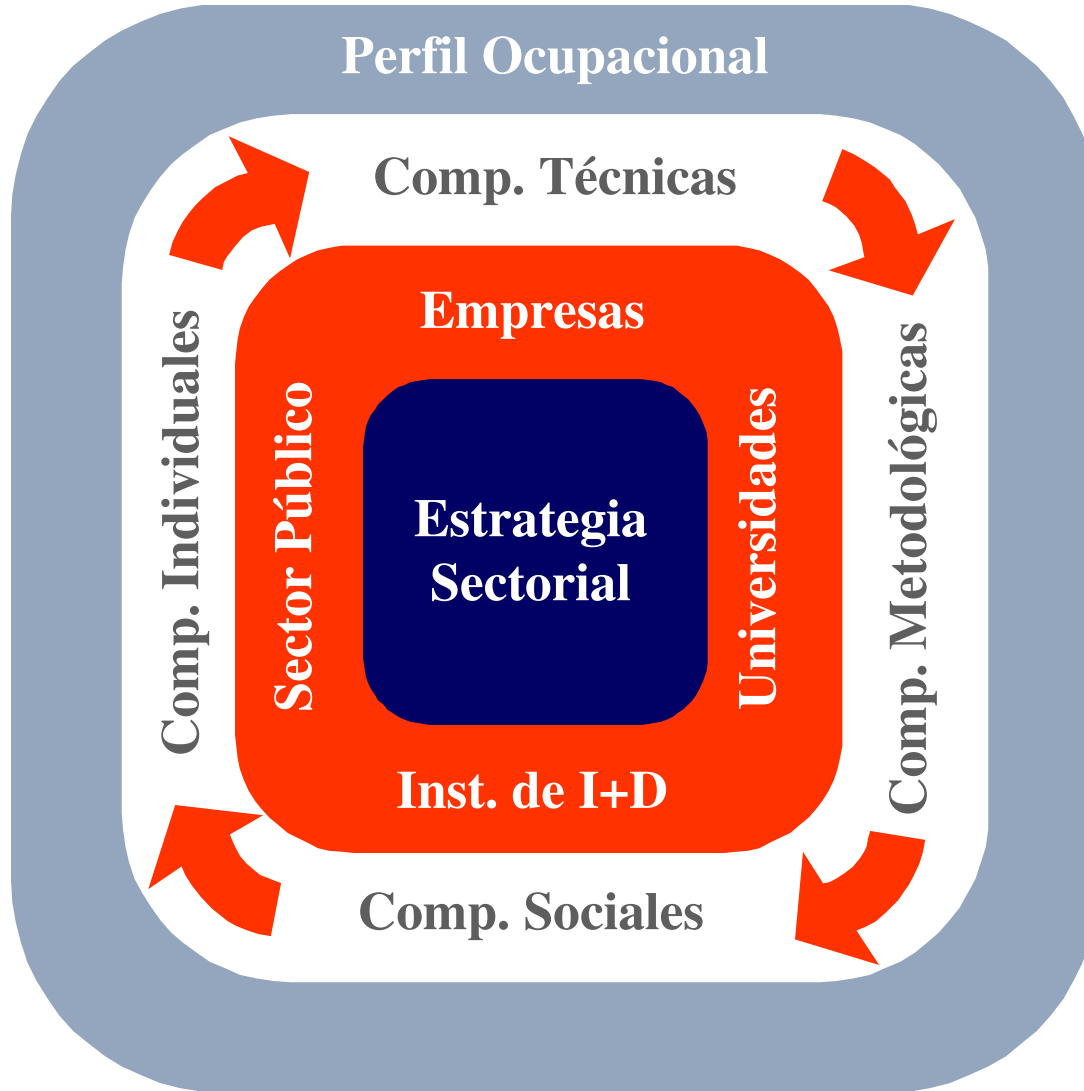 Perfil Ocupacional
Comp. Técnicas
Empresas
Comp. Individuales
Sector Público
Estrategia
Sectorial
Universidades
Comp. Metodológicas
Inst. de I+D
Comp. Sociales